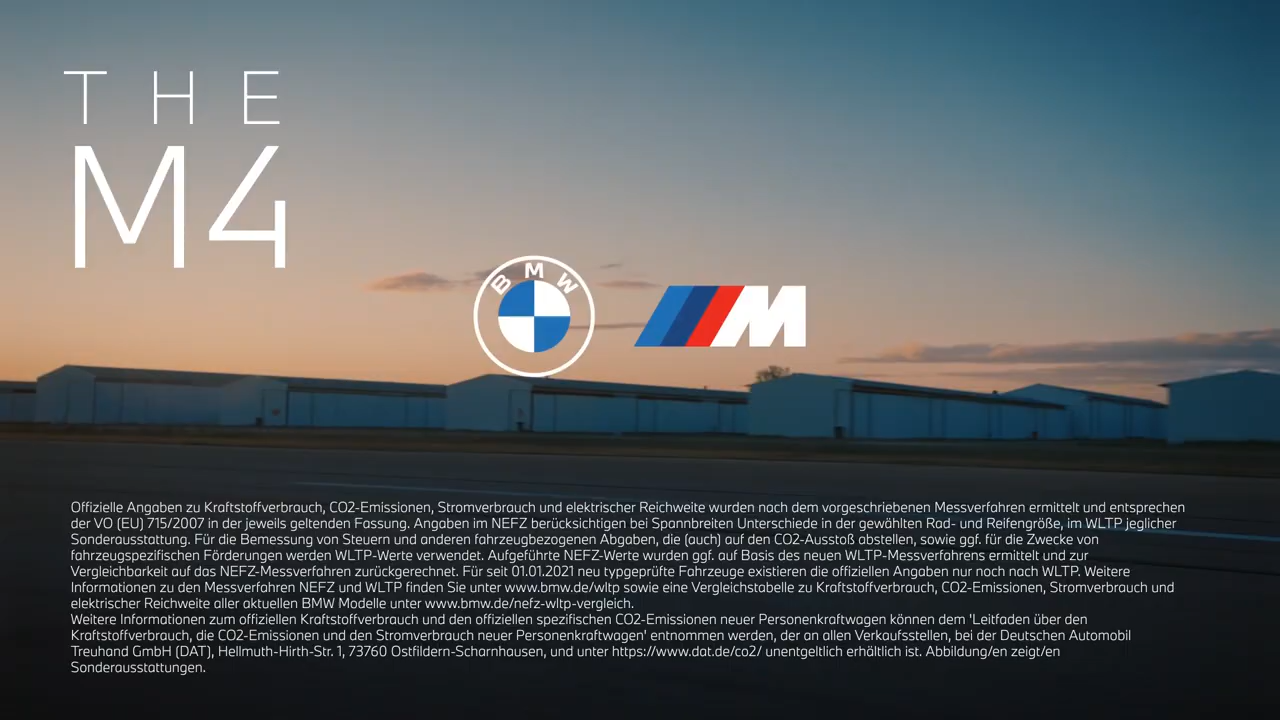 THE
M4
BMW
M
Offizielle Angaben zu Kraftstoffverbrauch, CO2-Emissionen, Stromverbrauch und elektrischer Reichweite wurden nach dem vorgeschriebenen Messverfahren ermittelt und entsprechen
der VO (EU) 715/2007 in der jeweils geltenden Fassung. Angaben im NEFZ berücksichtigen bei Spannbreiten Unterschiede in der gewählten Rad- und Reifengröße, im WLTP jeglicher
Sonderausstattung. Für die Bemessung von Steuern und anderen fahrzeugbezogenen Abgaben, die (auch) auf den CO2-Ausstoß abstellen, sowie ggf. für die Zwecke von
fahrzeugspezifischen Förderungen werden WLTP-Werte verwendet. Aufgeführte NEFZ-Werte wurden ggf. auf Basis des neuen WLTP-Messverfahrens ermittelt und zur
Vergleichbarkeit auf das NEFZ-Messverfahren zurückgerechnet. Für seit 01.01.2021 neu typgeprüfte Fahrzeuge existieren die offiziellen Angaben nur noch nach WLTP. Weitere
Informationen zu den Messverfahren NEFZ und WLTP finden Sie unter www.bmw.de/wltp sowie eine Vergleichstabelle zu Kraftstoffverbrauch, CO2-Emissionen, Stromverbrauch und
elektrischer Reichweite aller aktuellen BMW Modelle unter www.bmw.de/nefz-wltp-vergleich.
Weitere Informationen zum offiziellen Kraftstoffverbrauch und den offiziellen spezifischen CO2-Emissionen neuer Personenkraftwagen können dem 'Leitfaden über den
Kraftstoffverbrauch, die CO2-Emissionen und den Stromverbrauch neuer Personenkraftwagen' entnommen werden, der an allen Verkaufsstellen, bei der Deutschen Automobil
Treuhand GmbH (DAT), Hellmuth-Hirth-Str. 1, 73760 Ostfildern-Scharnhausen, und unter https://www.dat.de/co2/ unentgeltlich erhältlich ist. Abbildung/en zeigt/en
Sonderausstattungen.